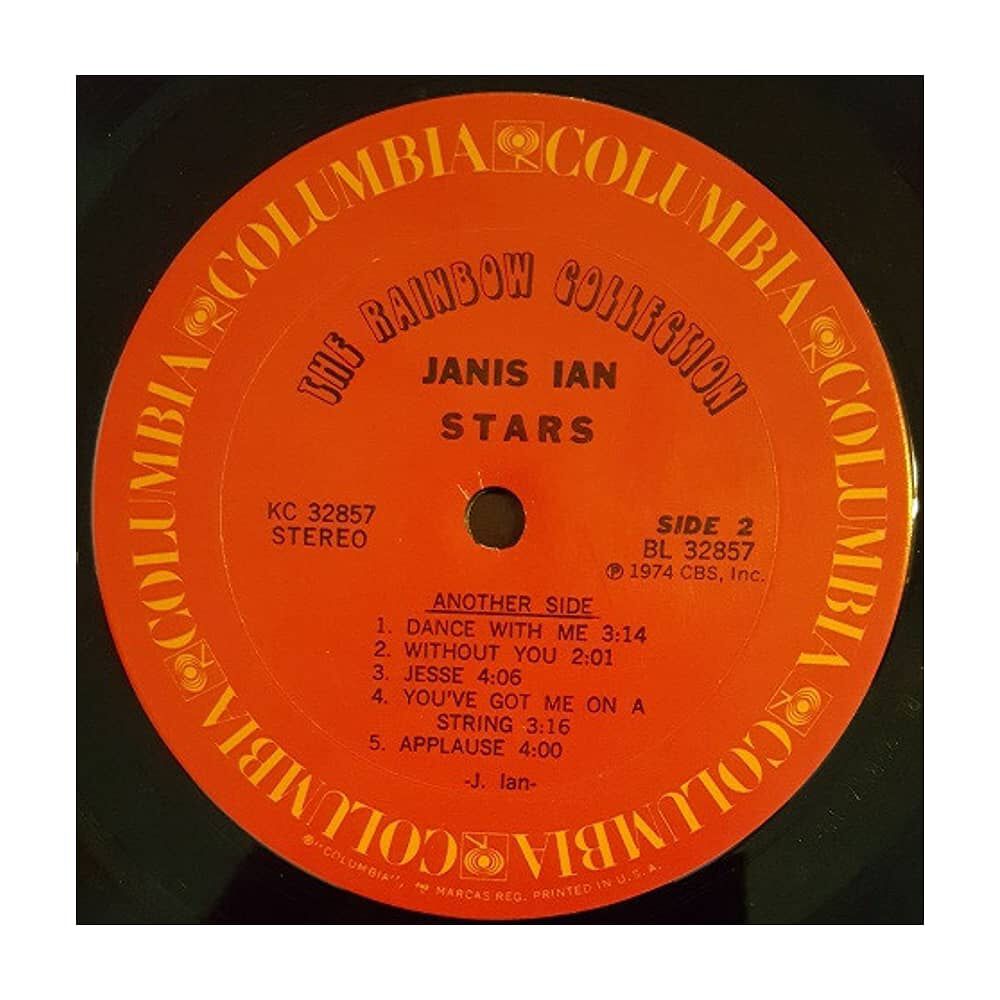 COLUMBIA COLUMBIA COLUMBIA COLUMBIA COLUMBIA COLUMBIA
THE RAINBOW COLLECTION
JANIS IAN
STARS
KC 32857
STEREO
SIDE 2
BL 32857
℗ 1974 CBS, Inc.
ANOTHER SIDE
1. DANCE WITH ME 3:14
2. WITHOUT YOU 2:01
3. JESSE 4:06
4. YOU'VE GOT ME ON A
STRING 3:16
5. APPLAUSE 4:00
-J. Ian-
®"COLUMBIA", MARCAS REG. PRINTED IN U.S.A.